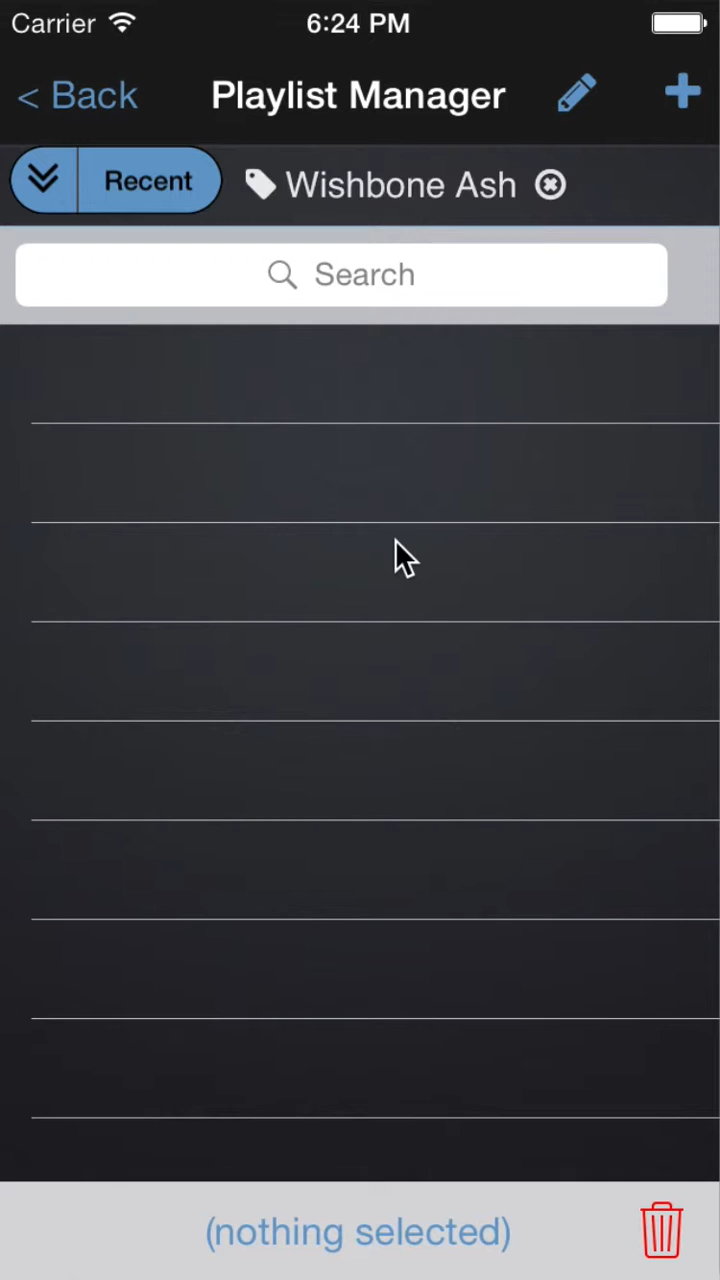 Carrier 6:24 PM
< Back Playlist Manager
Recent Wishbone Ash
Search
(nothing selected)